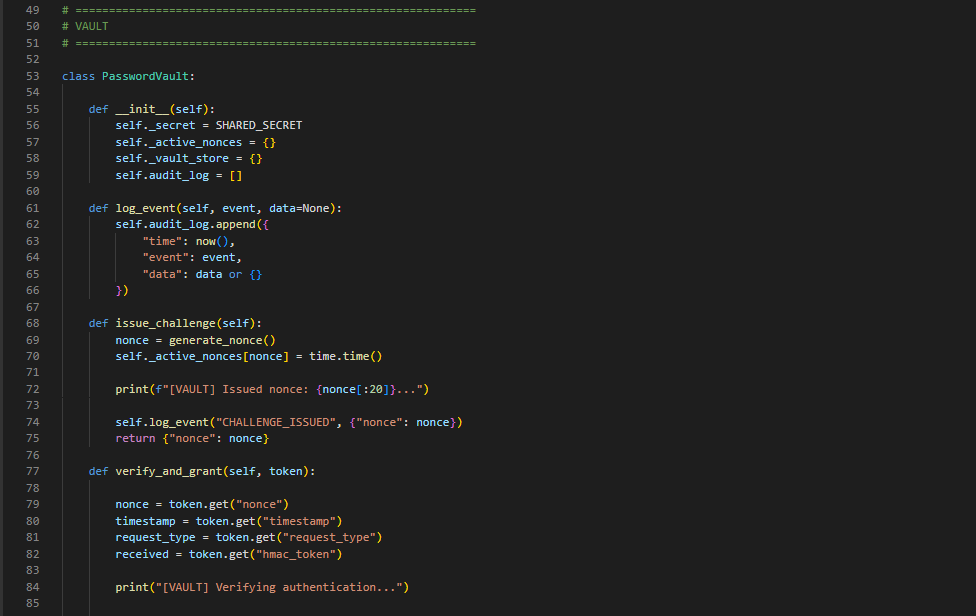 49 # ============================================================
50 # VAULT
51 # ============================================================
52
53 class PasswordVault:
54
55     def __init__(self):
56         self._secret = SHARED_SECRET
57         self._active_nonces = {}
58         self._vault_store = {}
59         self.audit_log = []
60
61     def log_event(self, event, data=None):
62         self.audit_log.append({
63             "time": now(),
64             "event": event,
65             "data": data or {}
66         })
67
68     def issue_challenge(self):
69         nonce = generate_nonce()
70         self._active_nonces[nonce] = time.time()
71
72         print(f"[VAULT] Issued nonce: {nonce[:20]}...")
73
74         self.log_event("CHALLENGE_ISSUED", {"nonce": nonce})
75         return {"nonce": nonce}
76
77     def verify_and_grant(self, token):
78
79         nonce = token.get("nonce")
80         timestamp = token.get("timestamp")
81         request_type = token.get("request_type")
82         received = token.get("hmac_token")
83
84         print("[VAULT] Verifying authentication...")
85